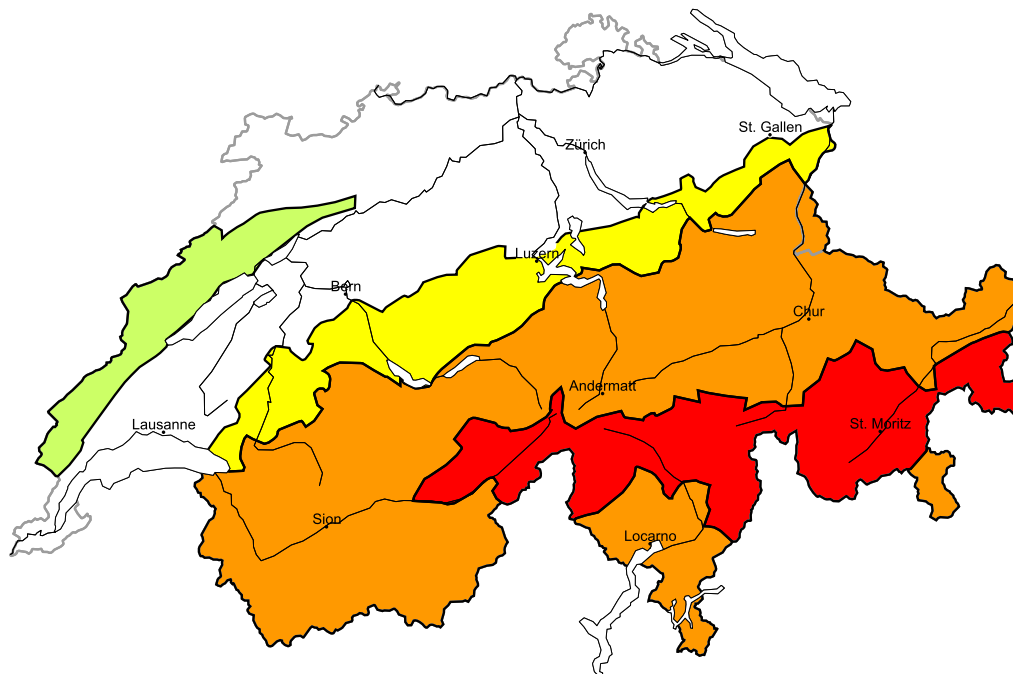 St. Gallen
Zürich
Luzern
Bern
Chur
Andermatt
Lausanne
St. Moritz
Sion
Locarno